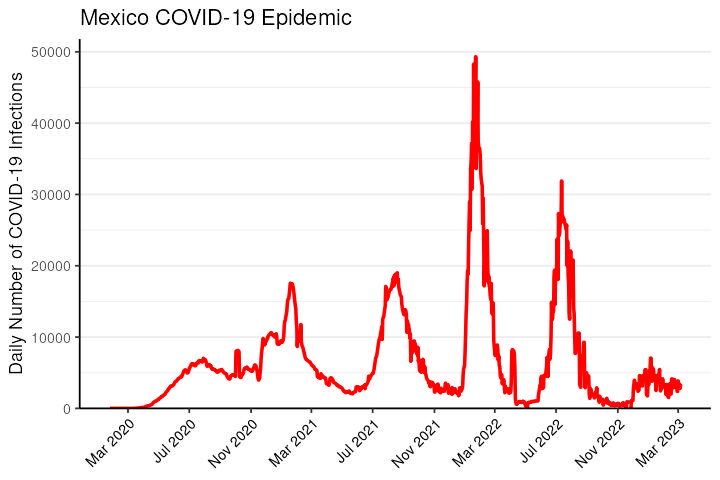 Mexico COVID-19 Epidemic
Daily Number of COVID-19 Infections
50000
40000
30000
20000
10000
0
Mar 2020
Jul 2020
Nov 2020
Mar 2021
Jul 2021
Nov 2021
Mar 2022
Jul 2022
Nov 2022
Mar 2023